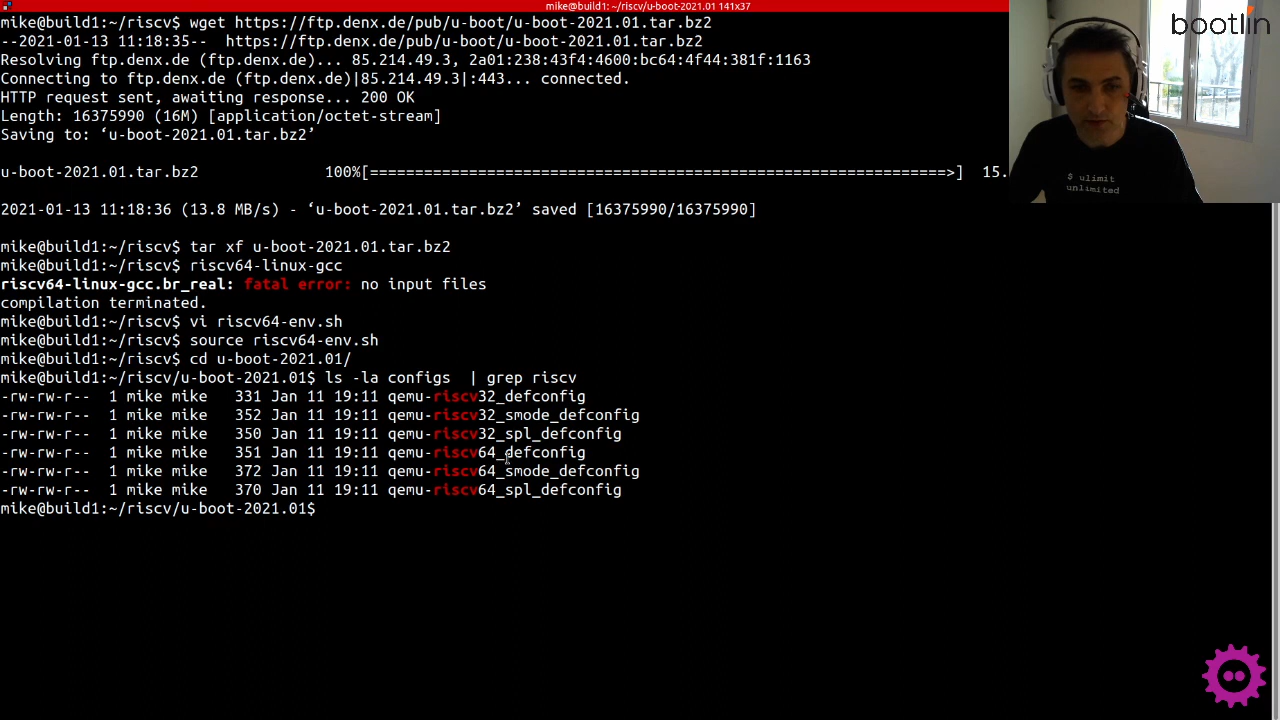 mike@build1: ~/riscv/u-boot-2021.01 141x37
mike@build1:~/riscv$ wget https://ftp.denx.de/pub/u-boot/u-boot-2021.01.tar.bz2
--2021-01-13 11:18:35--  https://ftp.denx.de/pub/u-boot/u-boot-2021.01.tar.bz2
Resolving ftp.denx.de (ftp.denx.de)... 85.214.49.3, 2a01:238:43f4:4600:bc64:4f44:381f:1163
Connecting to ftp.denx.de (ftp.denx.de)|85.214.49.3|:443... connected.
HTTP request sent, awaiting response... 200 OK
Length: 16375990 (16M) [application/octet-stream]
Saving to: ‘u-boot-2021.01.tar.bz2’
u-boot-2021.01.tar.bz2              100%[================================================================>]  15.
2021-01-13 11:18:36 (13.8 MB/s) - ‘u-boot-2021.01.tar.bz2’ saved [16375990/16375990]
mike@build1:~/riscv$ tar xf u-boot-2021.01.tar.bz2
mike@build1:~/riscv$ riscv64-linux-gcc
riscv64-linux-gcc.br_real: fatal error: no input files
compilation terminated.
mike@build1:~/riscv$ vi riscv64-env.sh
mike@build1:~/riscv$ source riscv64-env.sh
mike@build1:~/riscv$ cd u-boot-2021.01/
mike@build1:~/riscv/u-boot-2021.01$ ls -la configs  | grep riscv
-rw-rw-r--  1 mike mike   331 Jan 11 19:11 qemu-riscv32_defconfig
-rw-rw-r--  1 mike mike   352 Jan 11 19:11 qemu-riscv32_smode_defconfig
-rw-rw-r--  1 mike mike   350 Jan 11 19:11 qemu-riscv32_spl_defconfig
-rw-rw-r--  1 mike mike   351 Jan 11 19:11 qemu-riscv64_defconfig
-rw-rw-r--  1 mike mike   372 Jan 11 19:11 qemu-riscv64_smode_defconfig
-rw-rw-r--  1 mike mike   370 Jan 11 19:11 qemu-riscv64_spl_defconfig
mike@build1:~/riscv/u-boot-2021.01$
bootlin
$ ulimit
unlimited